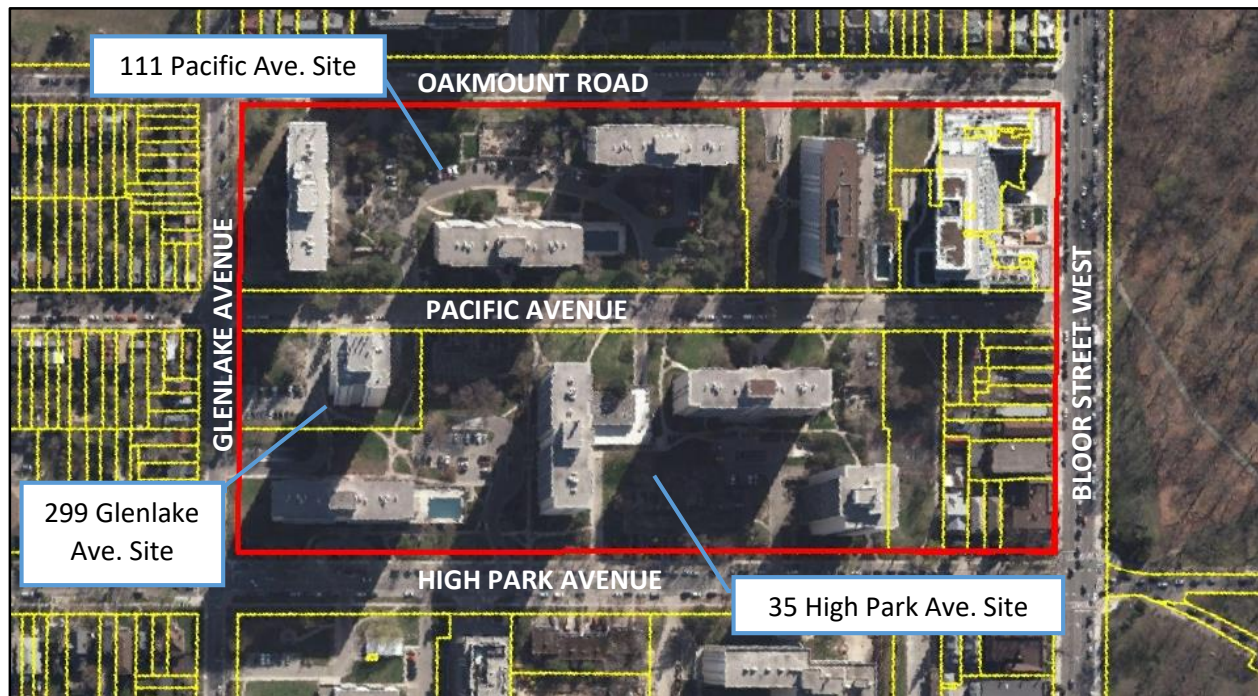 111 Pacific Ave. Site
OAKMOUNT ROAD
GLENLAKE AVENUE
PACIFIC AVENUE
BLOOR STREET WEST
299 Glenlake
Ave. Site
HIGH PARK AVENUE
35 High Park Ave. Site